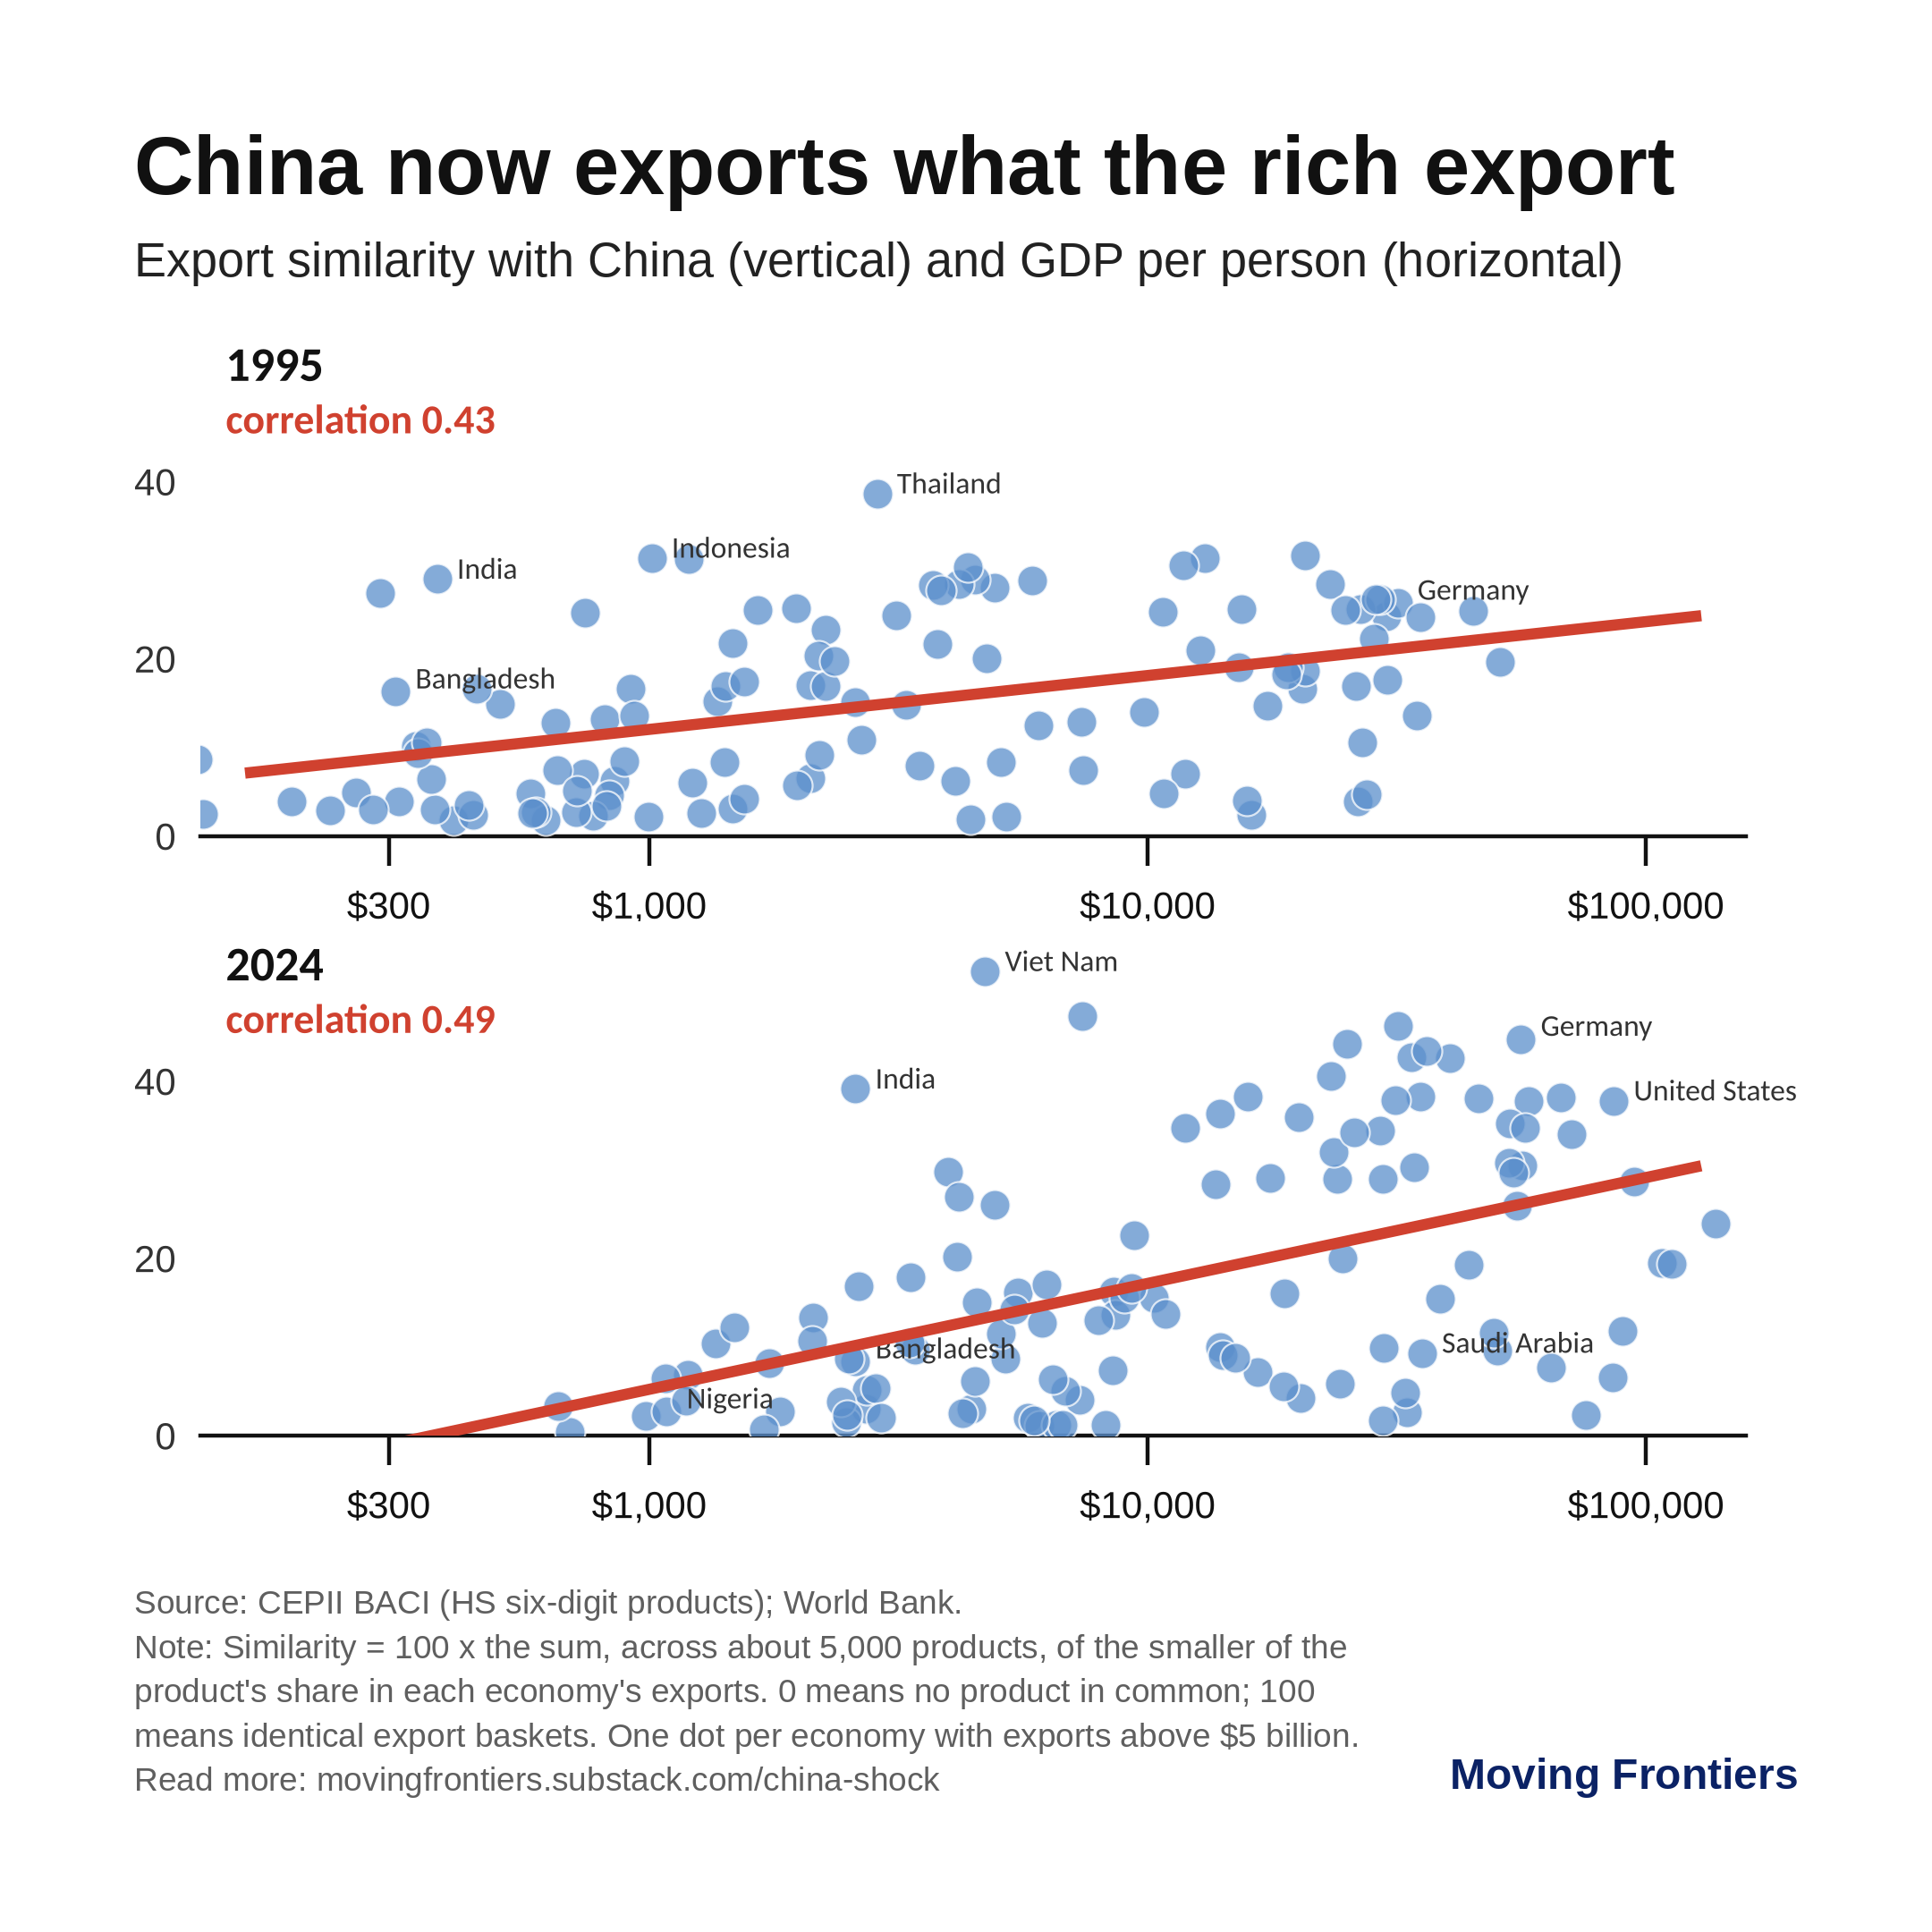 China now exports what the rich export
Export similarity with China (vertical) and GDP per person (horizontal)
1995
correlation 0.43
40
Thailand
Indonesia
India
Germany
20
Bangladesh
0
$300
$1,000
$10,000
$100,000
2024
Viet Nam
correlation 0.49
Germany
40
India
United States
20
Saudi Arabia
Bangladesh
Nigeria
0
$300
$1,000
$10,000
$100,000
Source: CEPII BACI (HS six-digit products); World Bank.
Note: Similarity = 100 x the sum, across about 5,000 products, of the smaller of the
product's share in each economy's exports. 0 means no product in common; 100
means identical export baskets. One dot per economy with exports above $5 billion.
Read more: movingfrontiers.substack.com/china-shock
Moving Frontiers